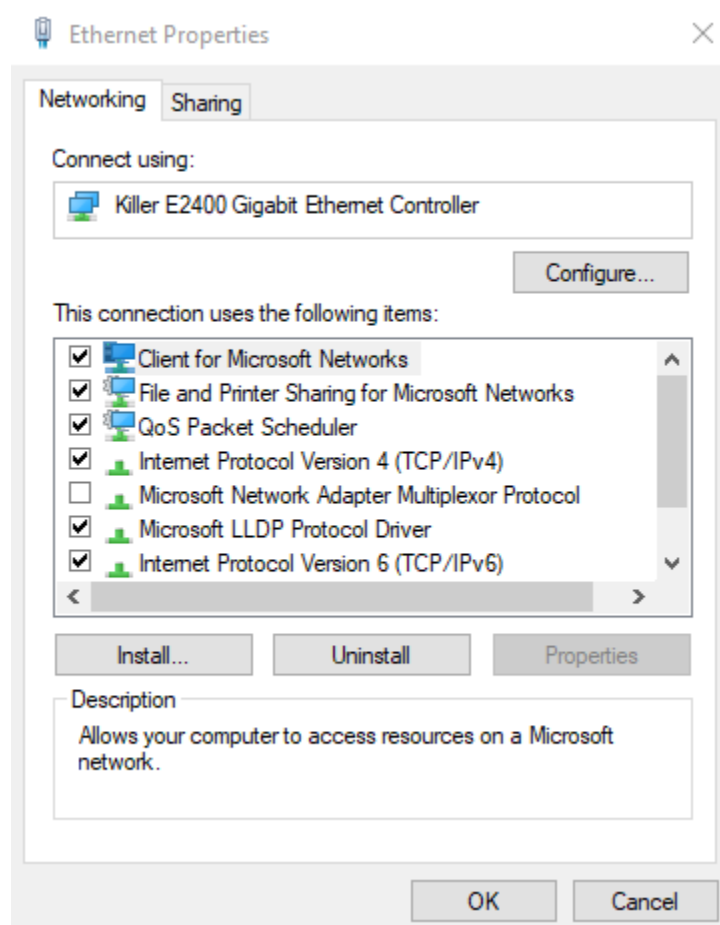 Ethernet Properties
Networking
Sharing
Connect using:
Killer E2400 Gigabit Ethernet Controller
Configure...
This connection uses the following items:
Client for Microsoft Networks
File and Printer Sharing for Microsoft Networks
QoS Packet Scheduler
Internet Protocol Version 4 (TCP/IPv4)
Microsoft Network Adapter Multiplexor Protocol
Microsoft LLDP Protocol Driver
Internet Protocol Version 6 (TCP/IPv6)
Install...
Uninstall
Properties
Description
Allows your computer to access resources on a Microsoft
network.
OK
Cancel